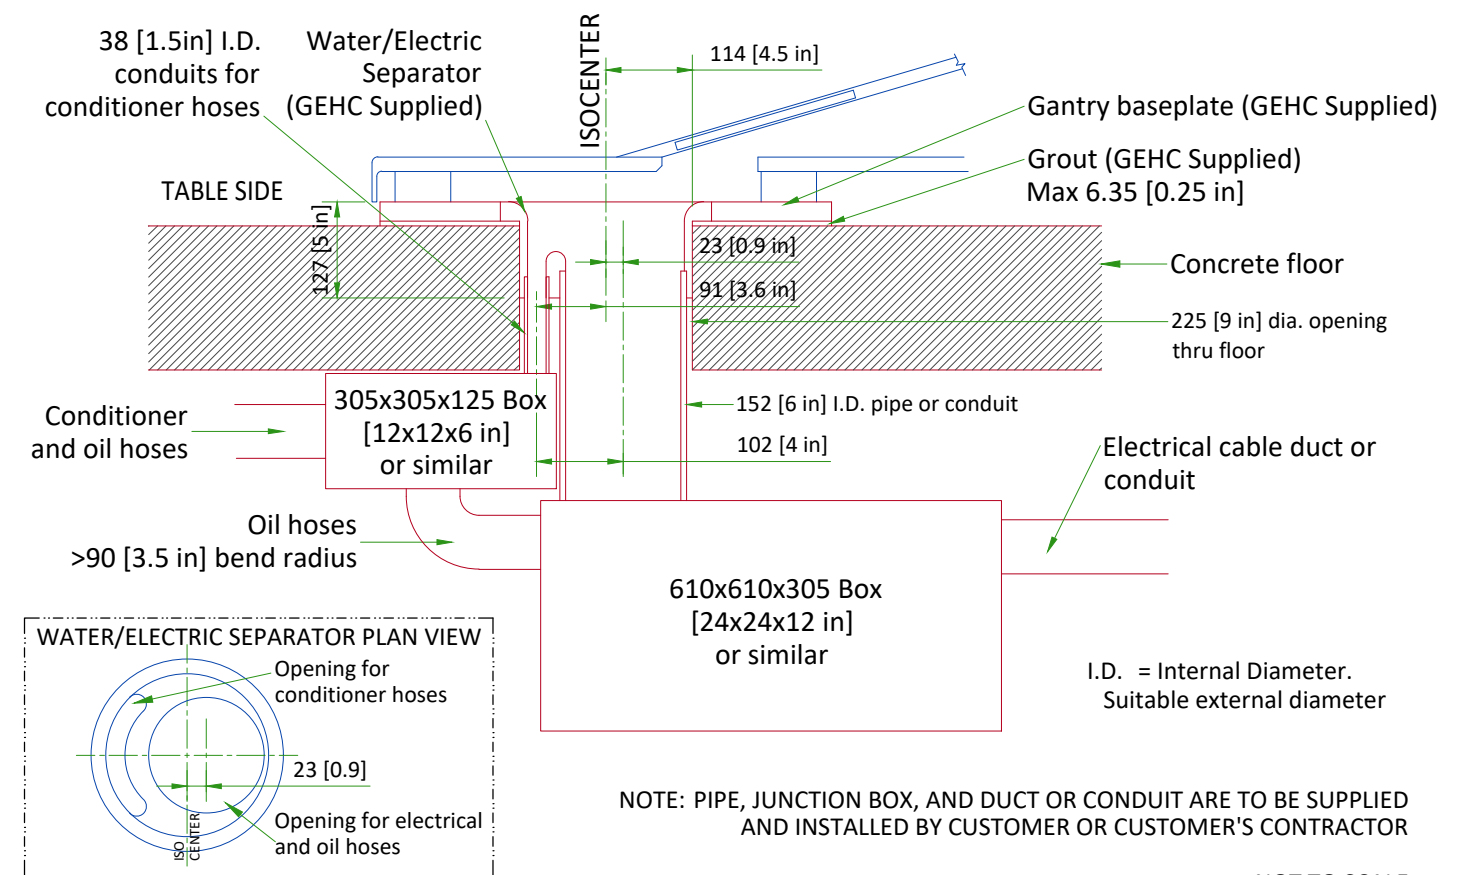 38 [1.5in] I.D.
conduits for
conditioner hoses
Water/Electric
Separator
(GEHC Supplied)
ISOCENTER
114 [4.5 in]
Gantry baseplate (GEHC Supplied)
Grout (GEHC Supplied)
Max 6.35 [0.25 in]
TABLE SIDE
127 [5 in]
23 [0.9 in]
91 [3.6 in]
Concrete floor
225 [9 in] dia. opening
thru floor
305x305x125 Box
[12x12x6 in]
or similar
152 [6 in] I.D. pipe or conduit
102 [4 in]
Conditioner
and oil hoses
Electrical cable duct or
conduit
Oil hoses
>90 [3.5 in] bend radius
610x610x305 Box
[24x24x12 in]
or similar
WATER/ELECTRIC SEPARATOR PLAN VIEW
Opening for
conditioner hoses
23 [0.9]
Opening for electrical
and oil hoses
ISO
CENTER
I.D. = Internal Diameter.
Suitable external diameter
NOTE: PIPE, JUNCTION BOX, AND DUCT OR CONDUIT ARE TO BE SUPPLIED
AND INSTALLED BY CUSTOMER OR CUSTOMER'S CONTRACTOR